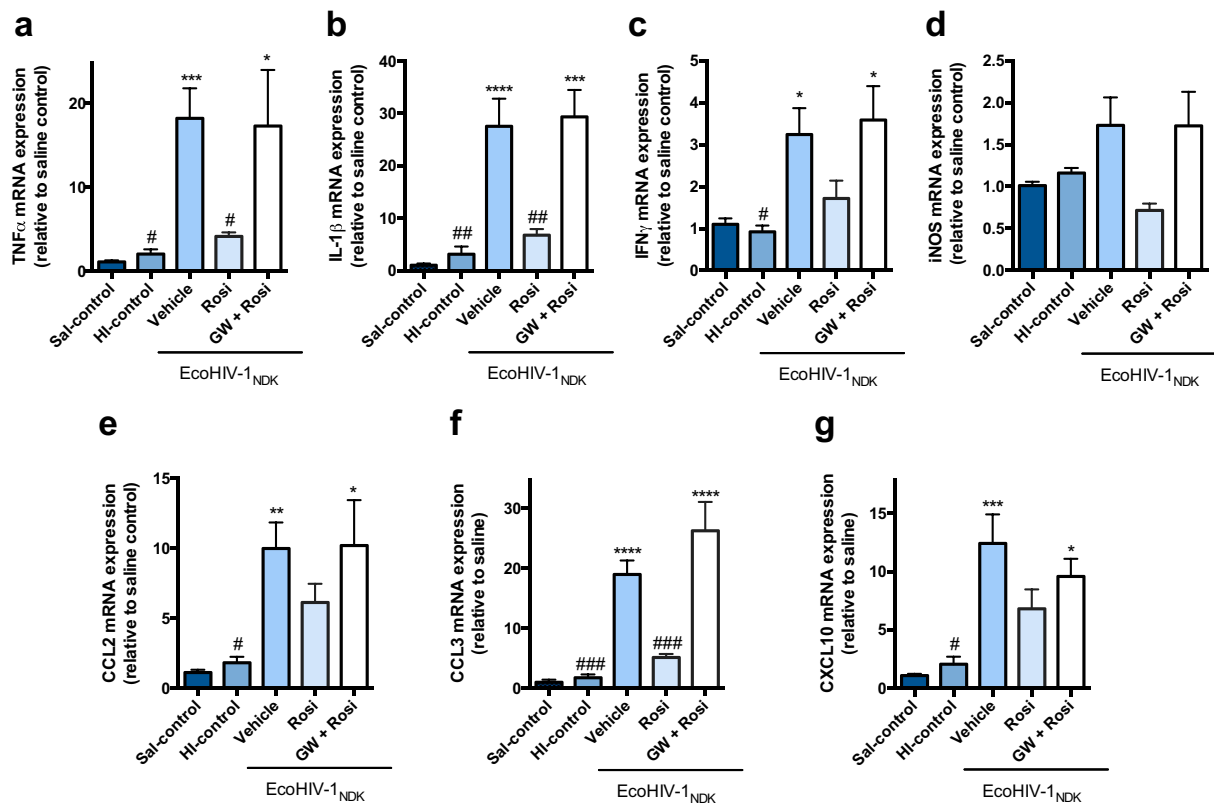 a
TNFα mRNA expression
(relative to saline control)
20
10
0
***
*
#
#
Sal-control
HI-control
Vehicle
Rosi
GW + Rosi
EcoHIV-1NDK
b
IL-1β mRNA expression
(relative to saline control)
40
30
20
10
0
****
***
##
##
Sal-control
HI-control
Vehicle
Rosi
GW + Rosi
EcoHIV-1NDK
c
IFNγ mRNA expression
(relative to saline control)
5
4
3
2
1
0
*
*
#
Sal-control
HI-control
Vehicle
Rosi
GW + Rosi
EcoHIV-1NDK
d
iNOS mRNA expression
(relative to saline control)
2.5
2.0
1.5
1.0
0.5
0.0
Sal-control
HI-control
Vehicle
Rosi
GW + Rosi
EcoHIV-1NDK
e
CCL2 mRNA expression
(relative to saline control)
15
10
5
0
**
*
#
Sal-control
HI-control
Vehicle
Rosi
GW + Rosi
EcoHIV-1NDK
f
CCL3 mRNA expression
(relative to saline)
30
20
10
0
****
****
###
###
Sal-control
HI-control
Vehicle
Rosi
GW + Rosi
EcoHIV-1NDK
g
CXCL10 mRNA expression
(relative to saline)
15
10
5
0
***
*
#
Sal-control
HI-control
Vehicle
Rosi
GW + Rosi
EcoHIV-1NDK